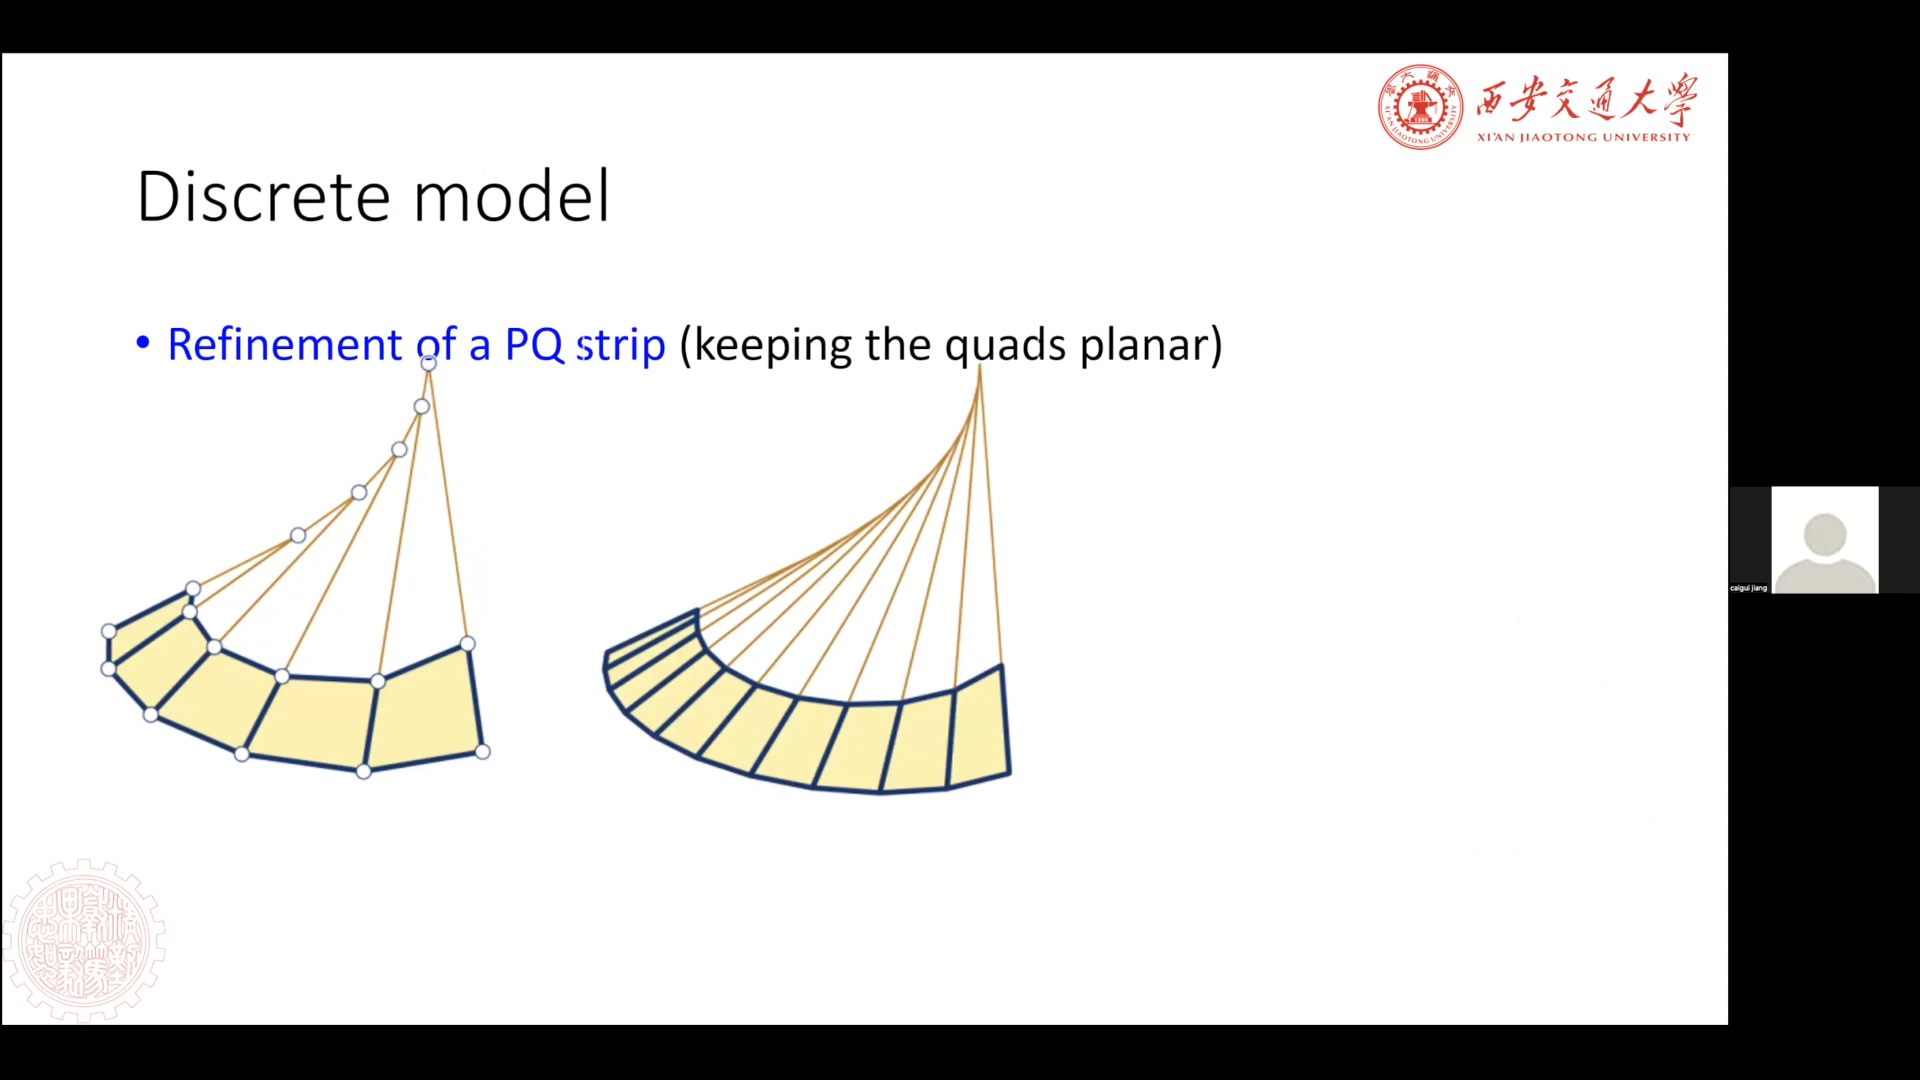 西安交通大學
XI'AN JIAOTONG UNIVERSITY
Discrete model
• Refinement of a PQ strip (keeping the quads planar)
caigui jiang